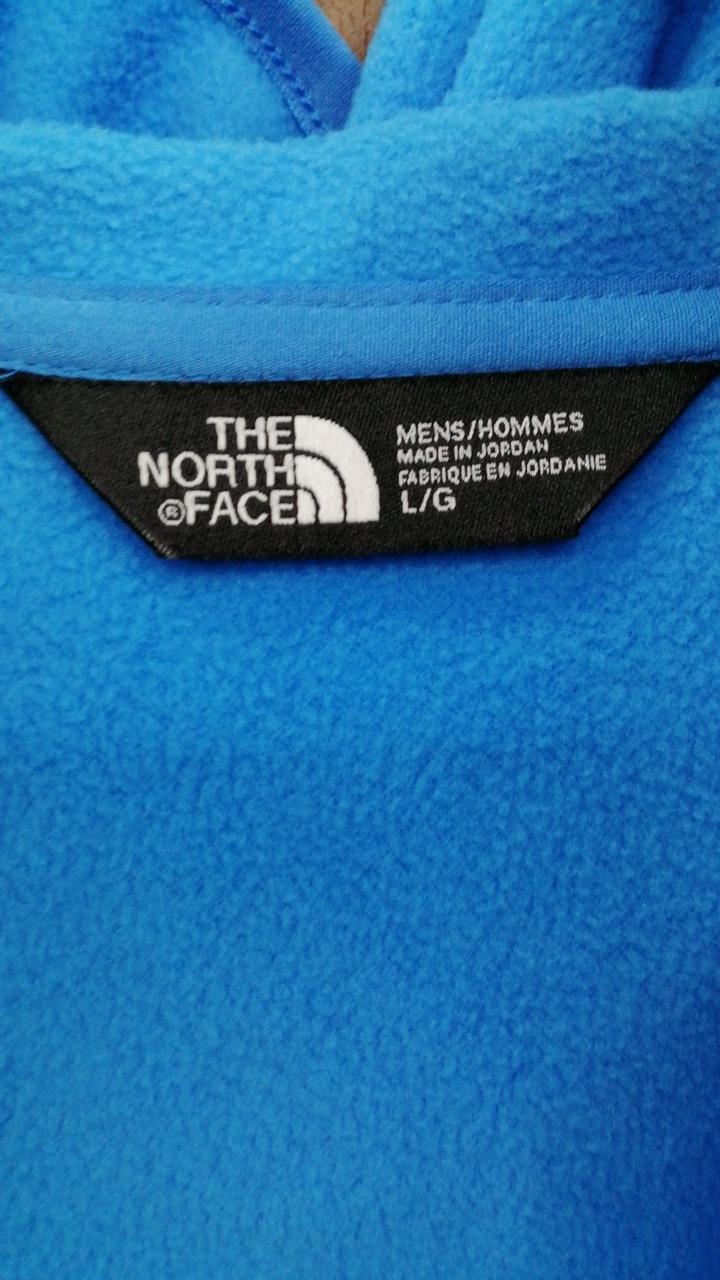 THE
NORTH
®FACE
MENS/HOMMES
MADE IN JORDAN
FABRIQUE EN JORDANIE
L/G